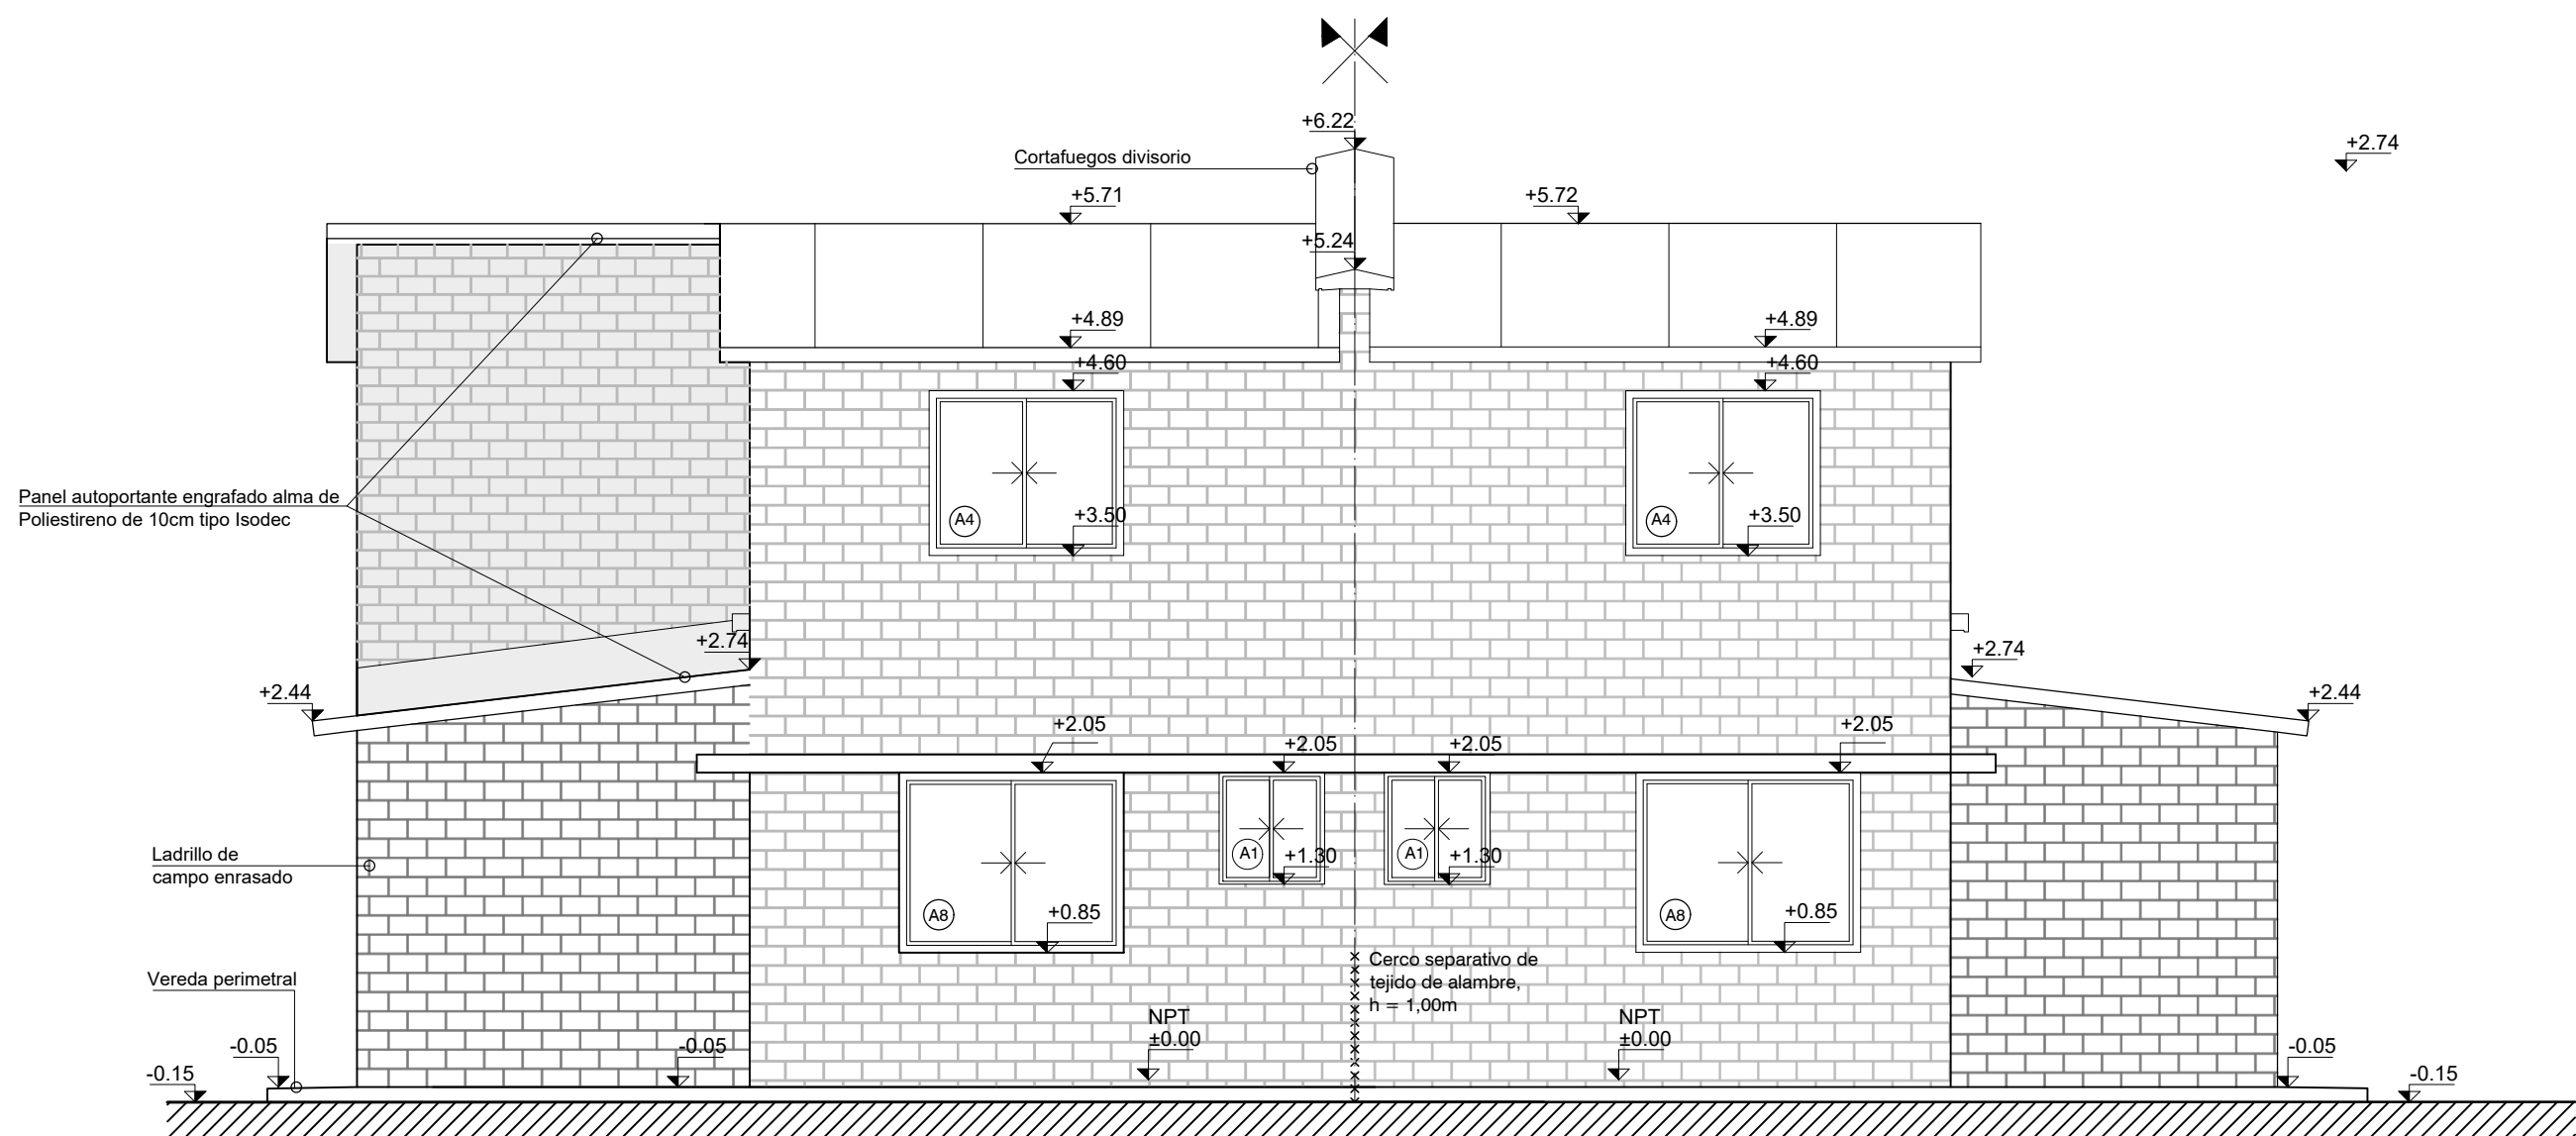 +6.22
+2.74
Cortafuegos divisorio
+5.71
+5.72
+5.24
+4.89
+4.89
+4.60
+4.60
Panel autoportante engrafado alma de
Poliestireno de 10cm tipo Isodec
A4
+3.50
A4
+3.50
+2.74
+2.74
+2.44
+2.44
+2.05
+2.05
+2.05
+2.05
Ladrillo de
campo enrasado
A1
+1.30
A1
+1.30
A8
+0.85
A8
+0.85
Cerco separativo de
tejido de alambre,
h = 1,00m
Vereda perimetral
NPT
±0.00
NPT
±0.00
-0.05
-0.05
-0.05
-0.15
-0.15